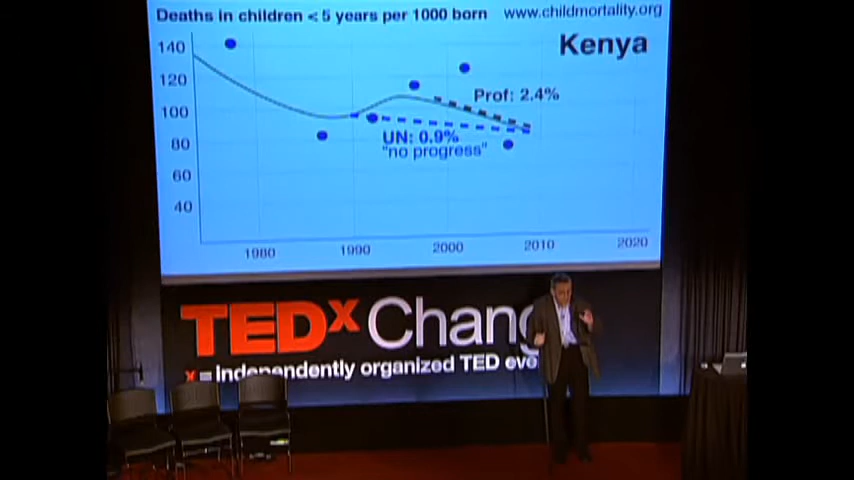 Deaths in children < 5 years per 1000 born www.childmortality.org
Kenya
140
120
100
80
60
40
Prof: 2.4%
UN: 0.9%
"no progress"
1980 1990 2000 2010 2020
TEDx Chang
x = independently organized TED eve